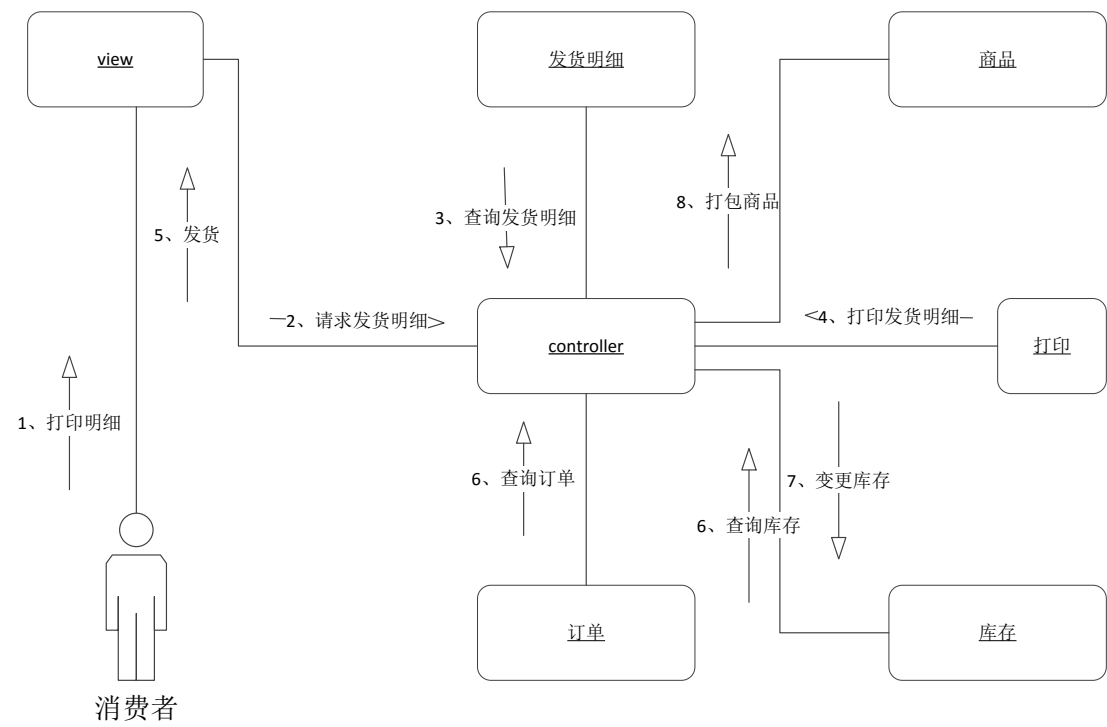 view
发货明细
商品
8、打包商品
3、查询发货明细
5、发货
2、请求发货明细
4、打印发货明细
controller
打印
1、打印明细
6、查询订单
7、变更库存
6、查询库存
订单
库存
消费者